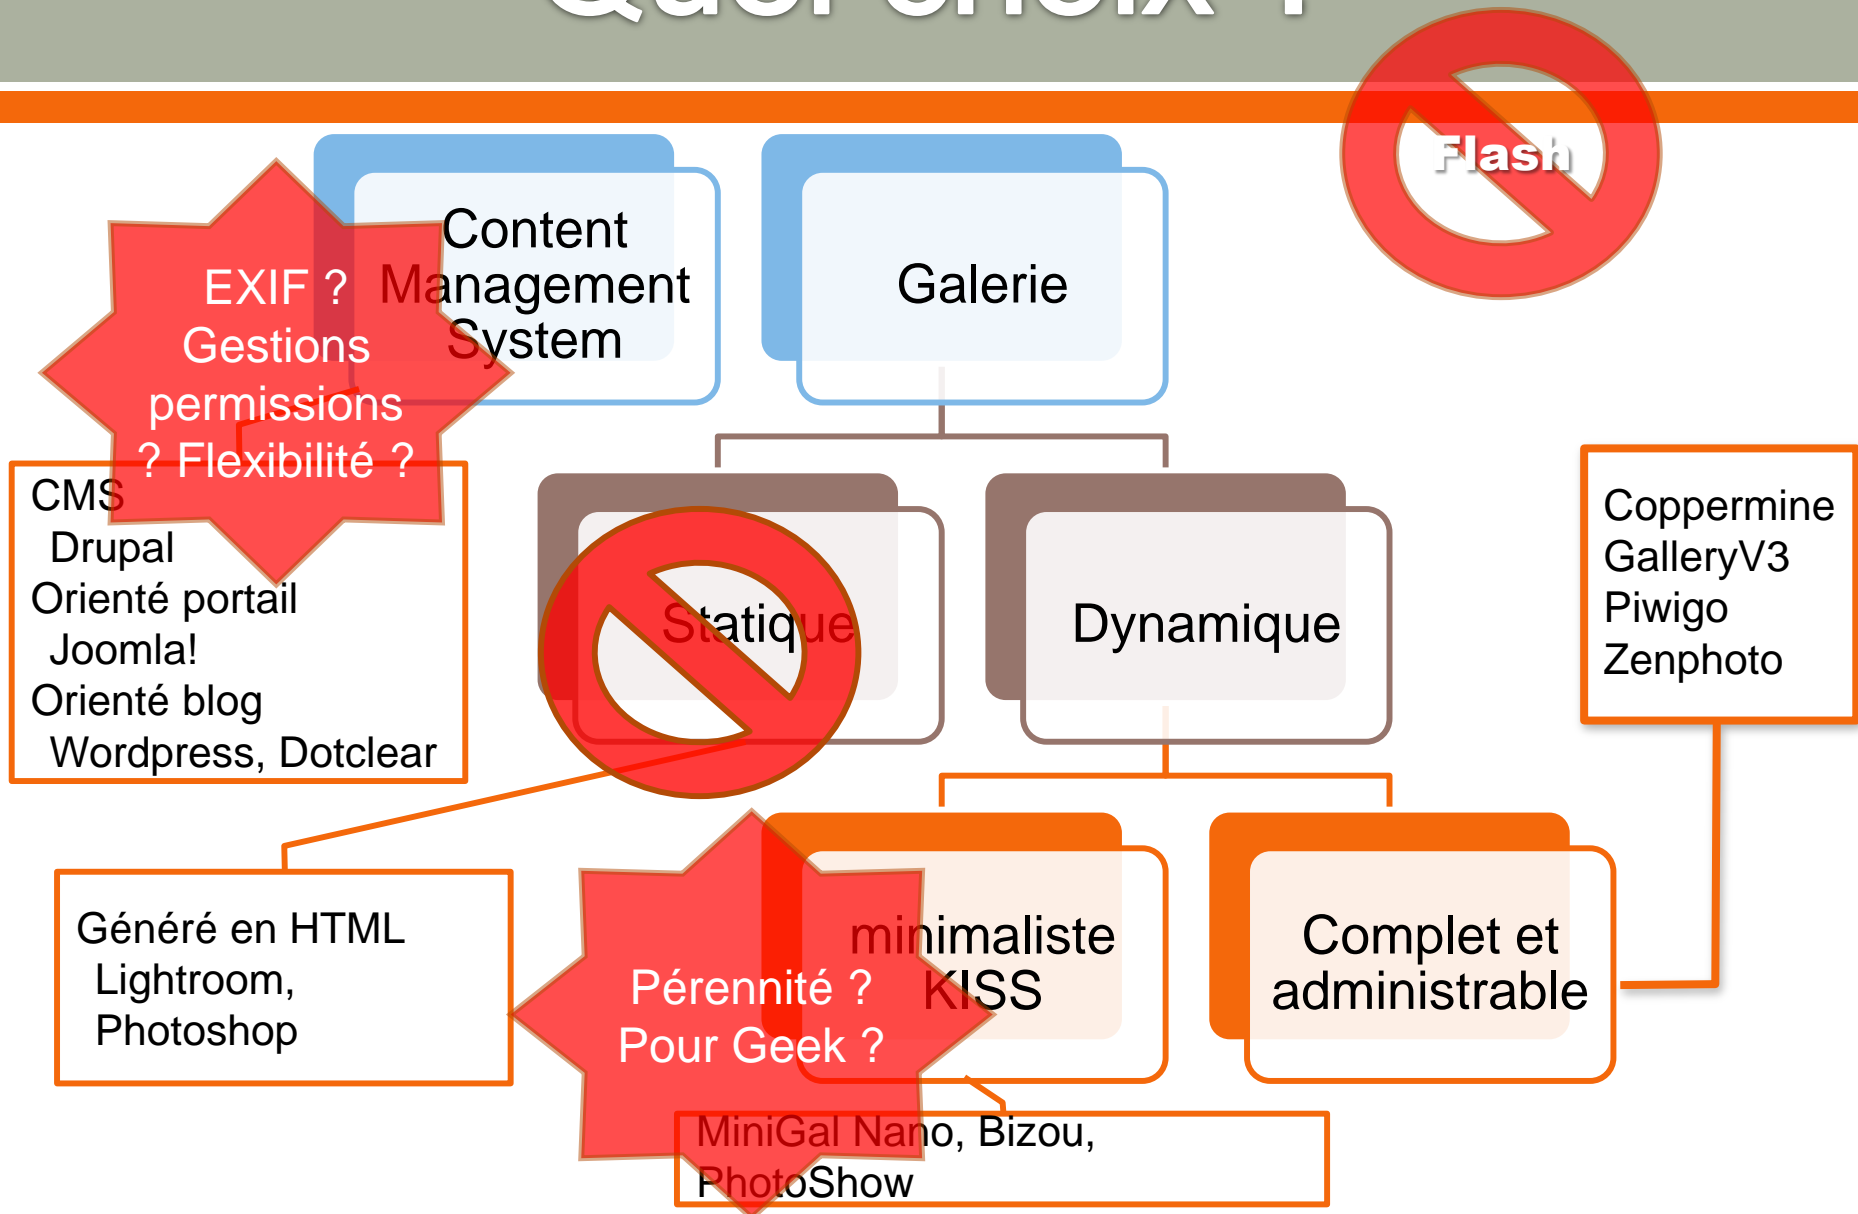 Quel choix ?
Flash
Content
Management
System
Galerie
EXIF ?
Gestions
permissions
? Flexibilité ?
CMS
Drupal
Orienté portail
Joomla!
Orienté blog
Wordpress, Dotclear
Statique
Dynamique
Coppermine
GalleryV3
Piwigo
Zenphoto
Généré en HTML
Lightroom,
Photoshop
Pérennité ?
Pour Geek ?
minimaliste
KISS
Complet et
administrable
MiniGal Nano, Bizou,
PhotoShow